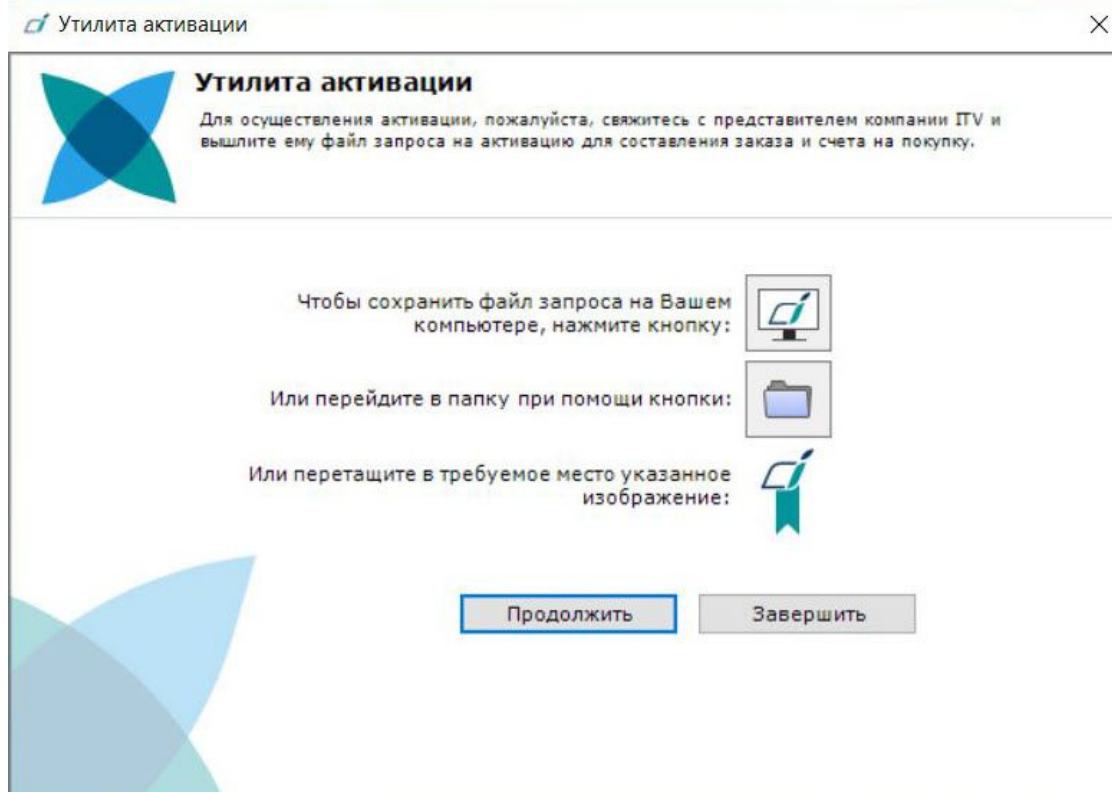 Утилита активации
Утилита активации
Для осуществления активации, пожалуйста, свяжитесь с представителем компании ITV и
вышлите ему файл запроса на активацию для составления заказа и счета на покупку.
Чтобы сохранить файл запроса на Вашем
компьютере, нажмите кнопку:
Или перейдите в папку при помощи кнопки:
Или перетащите в требуемое место указанное
изображение:
Продолжить
Завершить